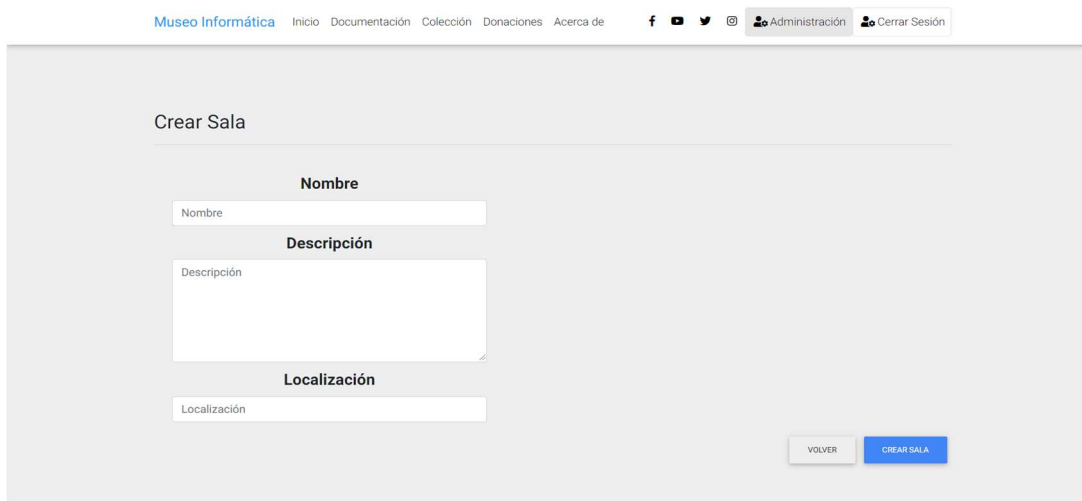 Museo Informática Inicio Documentación Colección Donaciones Acerca de Administración Cerrar Sesión
Crear Sala
Nombre
Nombre
Descripción
Descripción
Localización
Localización
VOLVER CREAR SALA